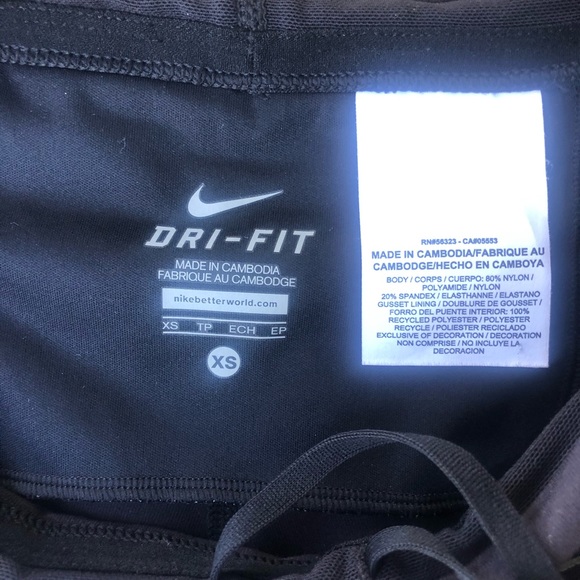 DRI-FIT
MADE IN CAMBODIA
FABRIQUE AU CAMBODGE
nikebetterworld.com
XS TP ECH EP
XS
RN#56323 - CA#05553
MADE IN CAMBODIA/FABRIQUE AU
CAMBODGE/HECHO EN CAMBOYA
BODY / CORPS / CUERPO: 80% NYLON /
POLYAMIDE / NYLON
20% SPANDEX / ELASTHANNE / ELASTANO
GUSSET LINING / DOUBLURE DE GOUSSET /
FORRO DEL PUENTE INTERIOR: 100%
RECYCLED POLYESTER / POLYESTER
RECYCLE / POLIESTER RECICLADO
EXCLUSIVE OF DECORATION / DECORATION
NON COMPRISE / NO INCLUYE LA
DECORACION